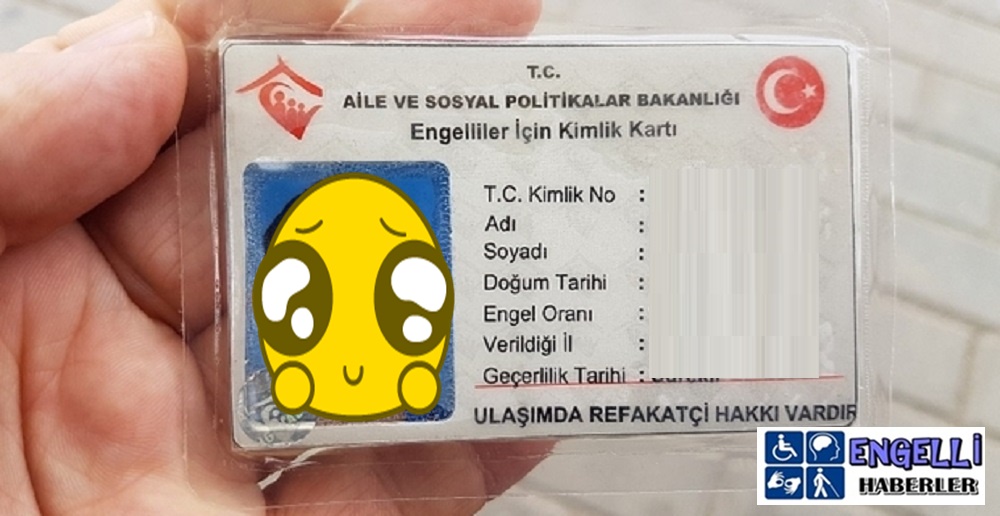 T.C.
AİLE VE SOSYAL POLİTİKALAR BAKANLIĞI
Engelliler İçin Kimlik Kartı
T.C. Kimlik No :
Adı :
Soyadı :
Doğum Tarihi :
Engel Oranı :
Verildiği İl :
Geçerlilik Tarihi :
ULAŞIMDA REFAKATÇİ HAKKI VARDIR
ENGELLİ
HABERLER